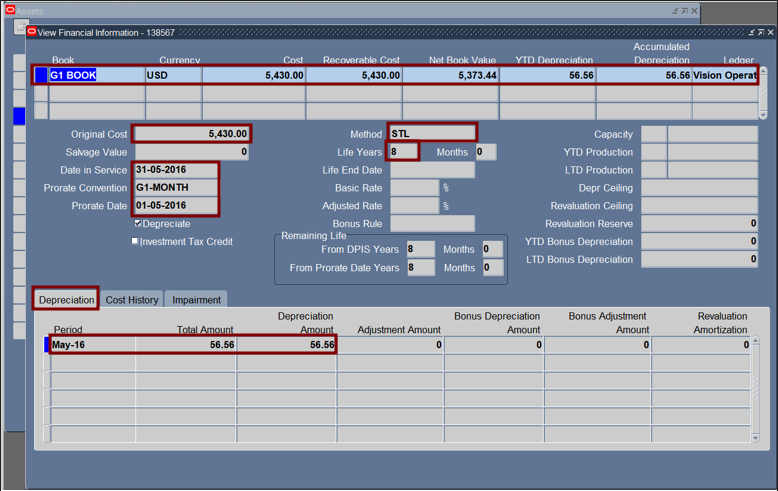 Assets
View Financial Information - 138567
Accumulated
Book Currency Cost Recoverable Cost Net Book Value YTD Depreciation Depreciation Ledger
G1 BOOK USD 5,430.00 5,430.00 5,373.44 56.56 56.56 Vision Operat
Original Cost 5,430.00 Method STL Capacity
Salvage Value 0 Life Years 8 Months 0 YTD Production
Date in Service 31-05-2016 Life End Date LTD Production
Prorate Convention G1-MONTH Basic Rate % Depr Ceiling
Prorate Date 01-05-2016 Adjusted Rate % Revaluation Ceiling
Depreciate Bonus Rule Revaluation Reserve 0
Investment Tax Credit Remaining Life YTD Bonus Depreciation 0
From DPIS Years 8 Months 0 LTD Bonus Depreciation 0
From Prorate Date Years 8 Months 0
Depreciation Cost History Impairment
Depreciation Bonus Depreciation Bonus Adjustment Revaluation
Period Total Amount Amount Adjustment Amount Amount Amount Amortization
May-16 56.56 56.56 0 0 0 0